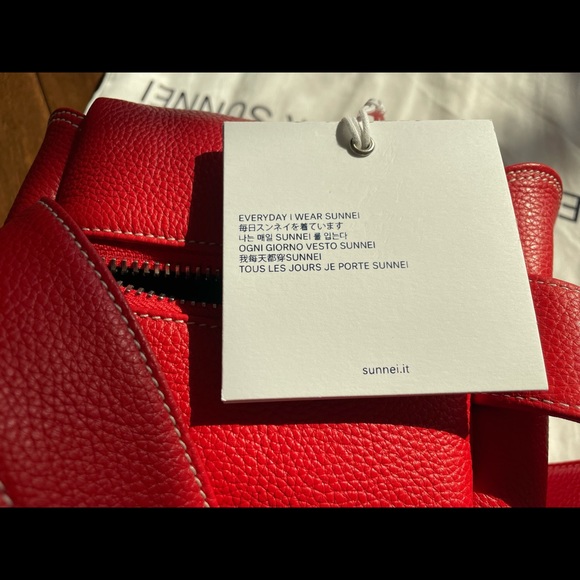 SUNNEI
SUNNEI
EVERYDAY I WEAR SUNNEI
毎日スンネイを着ています
나는 매일 SUNNEI 를 입는다
OGNI GIORNO VESTO SUNNEI
我每天都穿SUNNEI
TOUS LES JOURS JE PORTE SUNNEI
sunnei.it